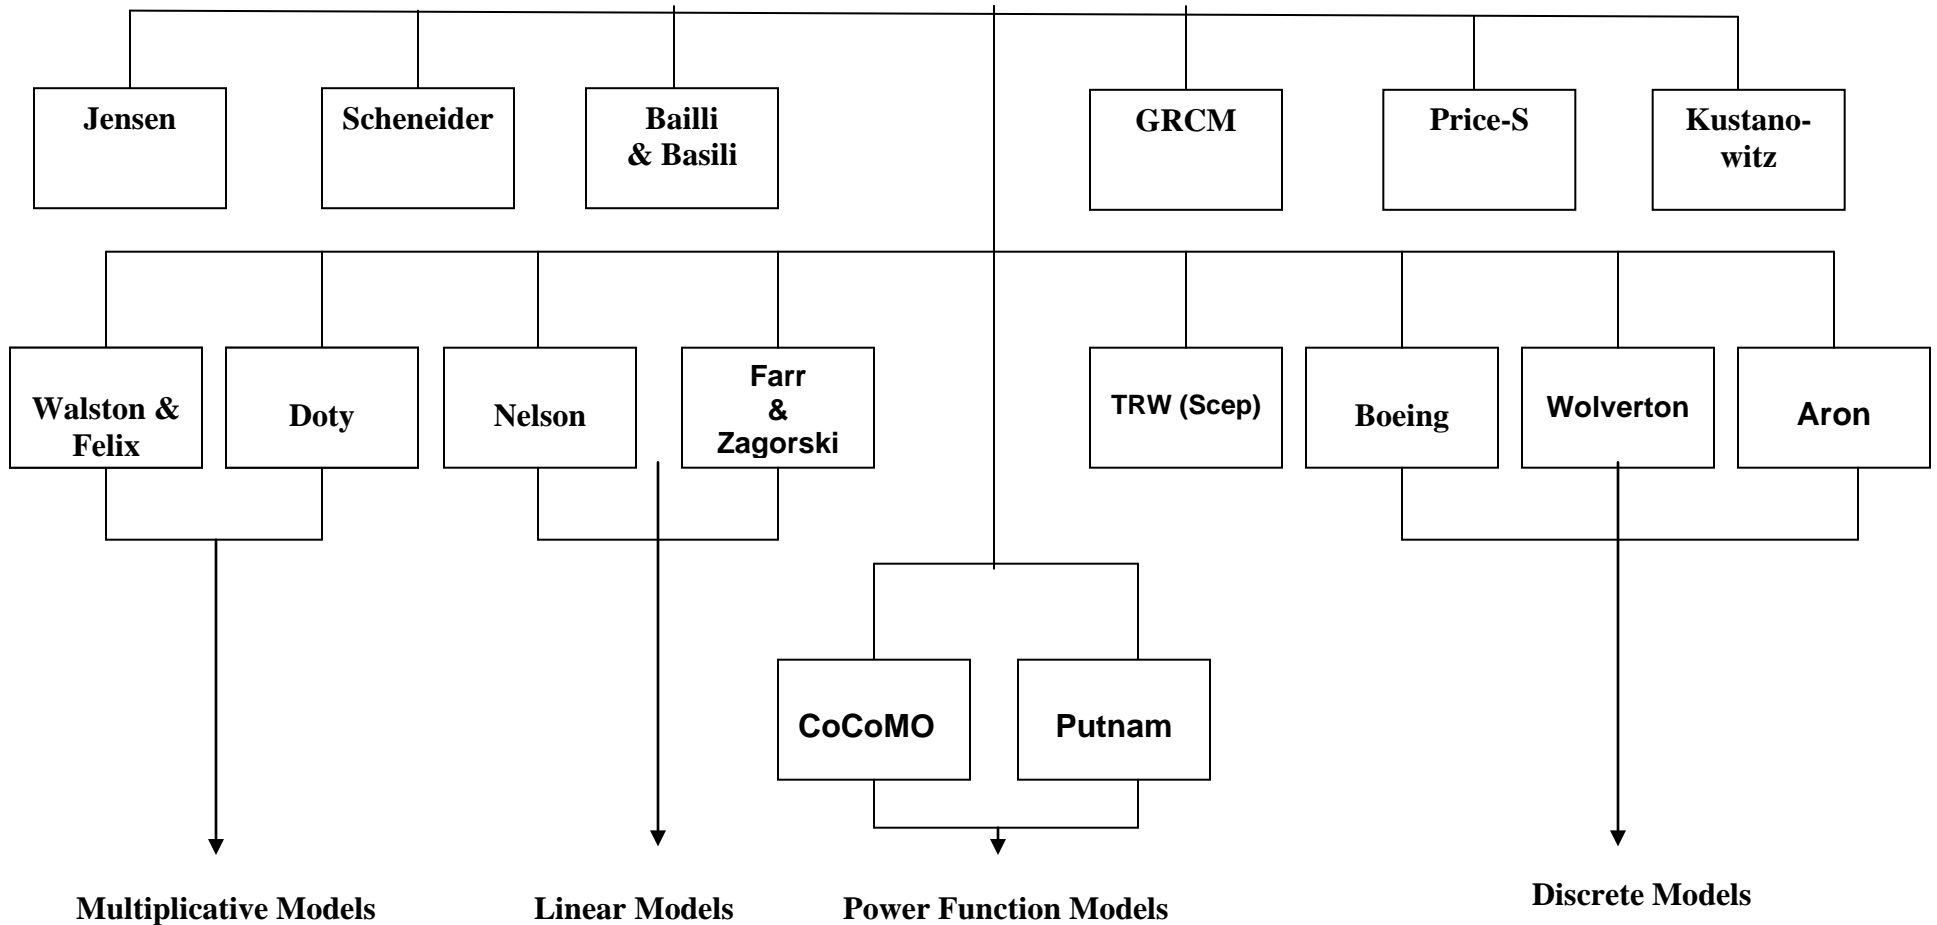 Jensen
Scheneider
Bailli
& Basili
GRCM
Price-S
Kustano-
witz
Walston &
Felix
Doty
Nelson
Farr
&
Zagorski
TRW (Scep)
Boeing
Wolverton
Aron
CoCoMO
Putnam
Multiplicative Models
Linear Models
Power Function Models
Discrete Models